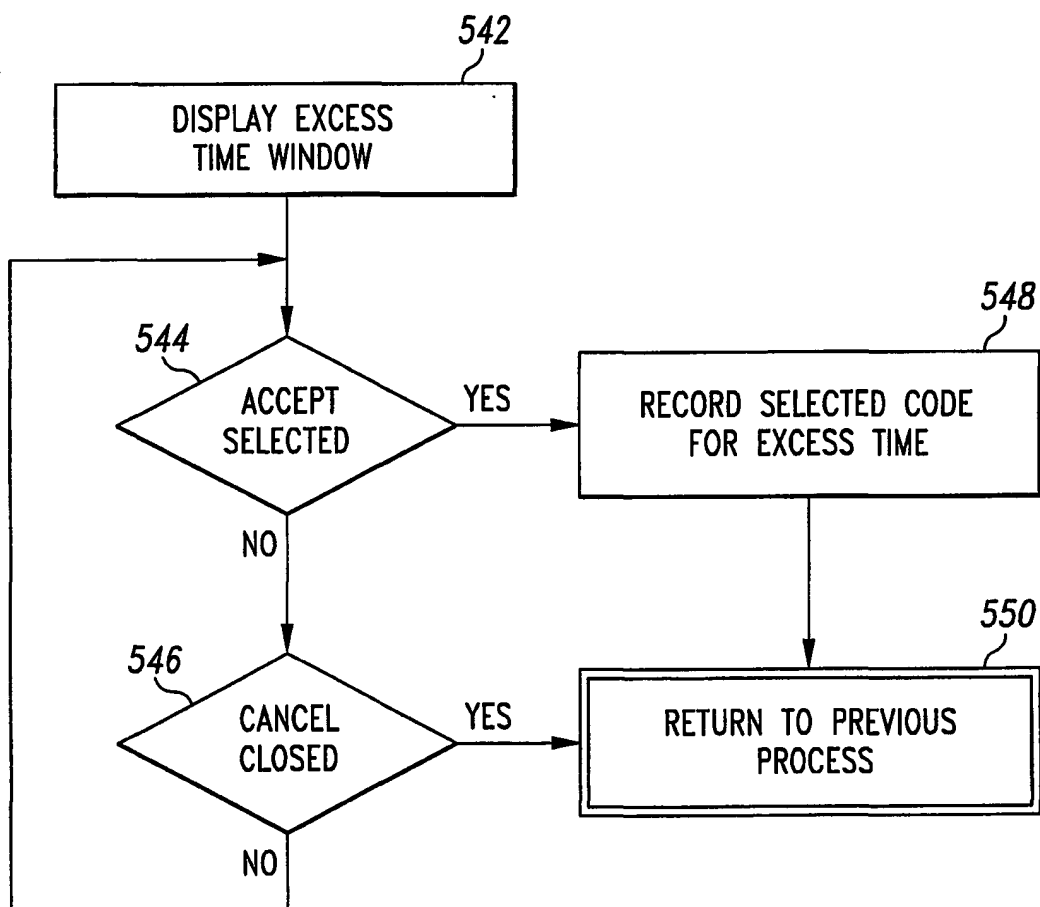 542
DISPLAY EXCESS
TIME WINDOW
544
ACCEPT
SELECTED
YES
548
RECORD SELECTED CODE
FOR EXCESS TIME
NO
546
CANCEL
CLOSED
YES
550
RETURN TO PREVIOUS
PROCESS
NO